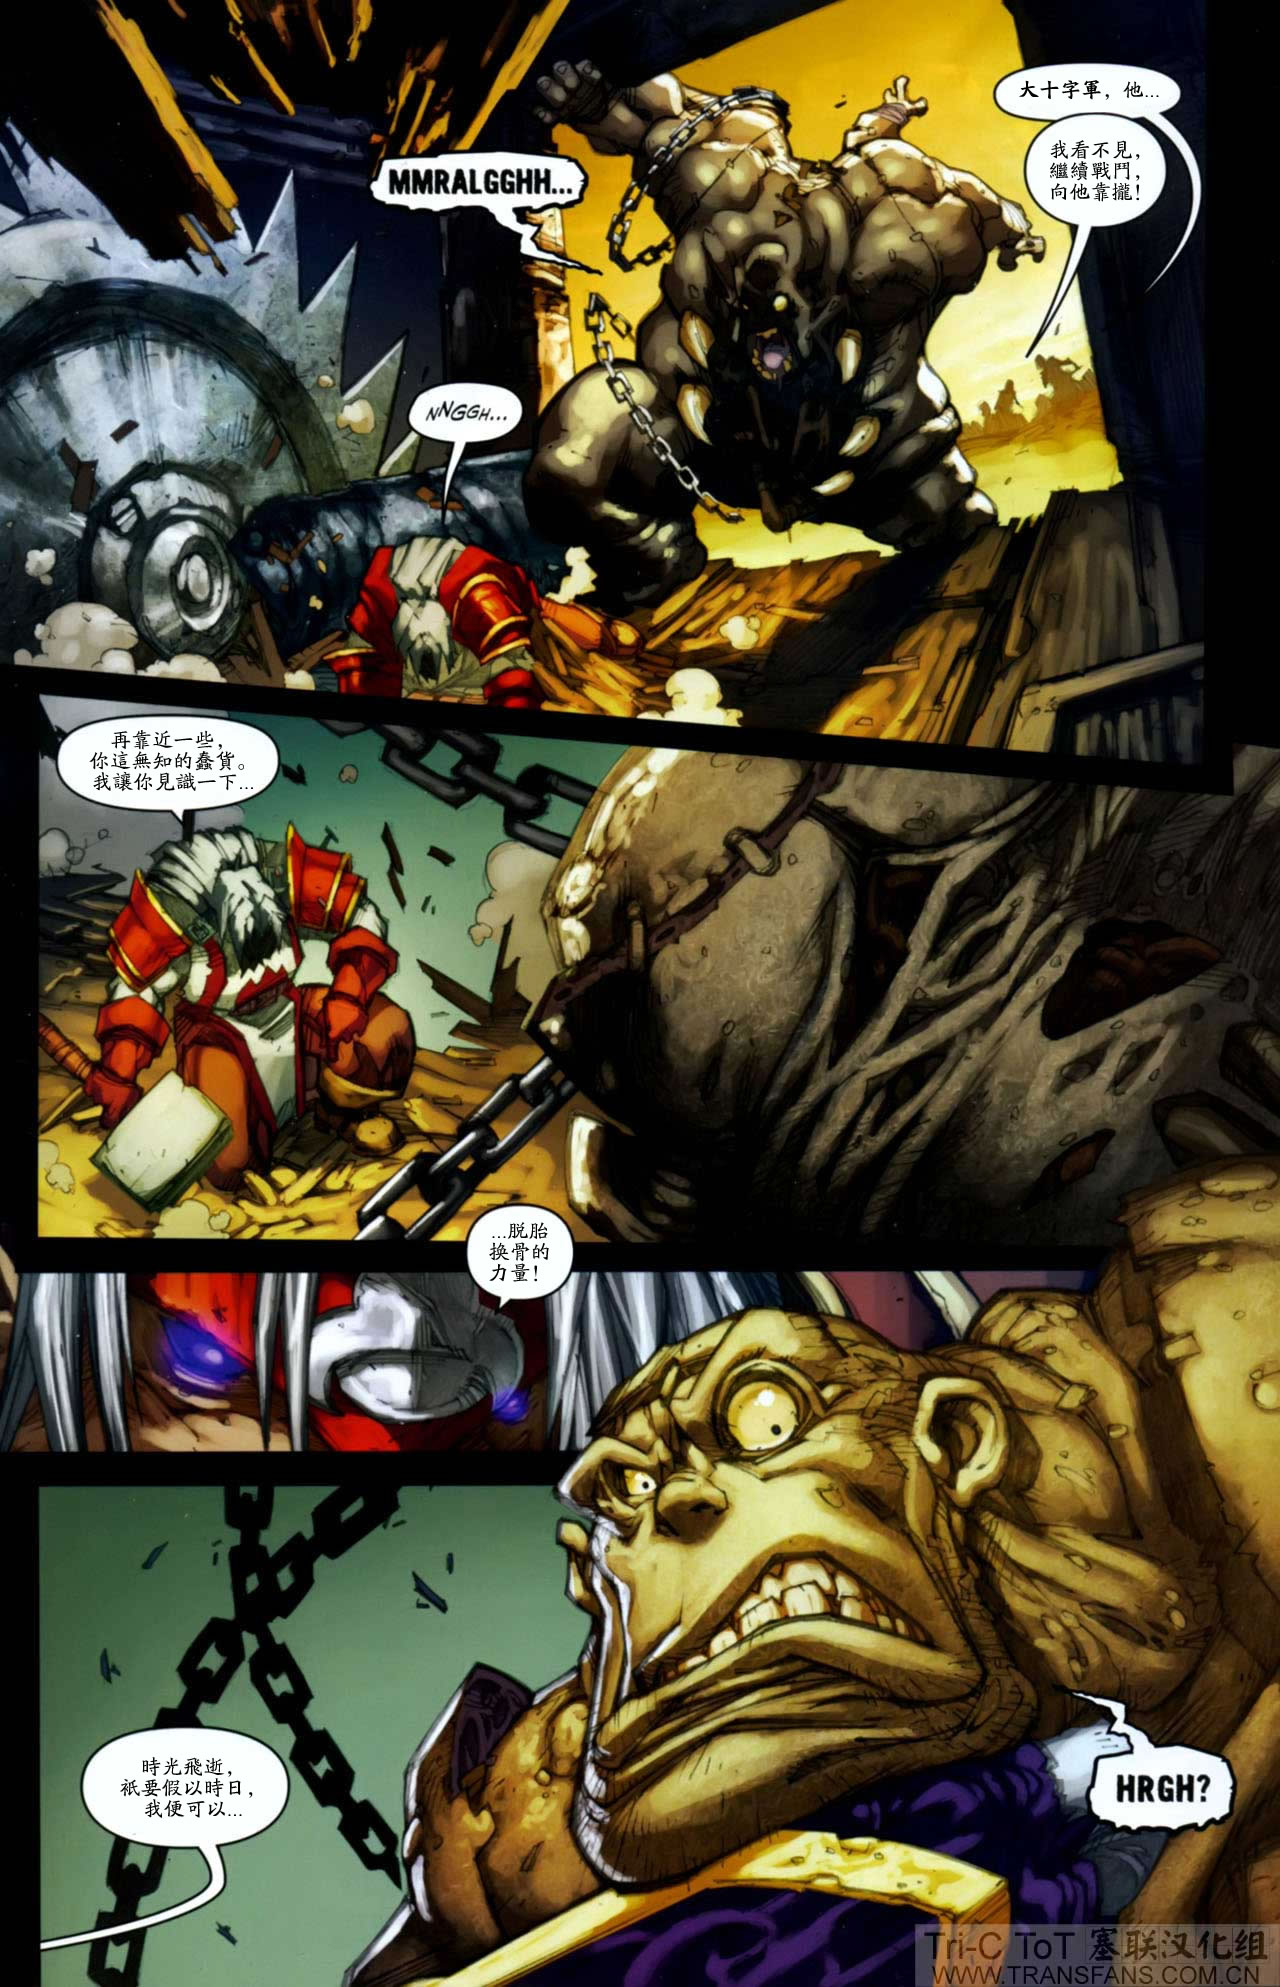 大十字軍，他...
我看不見，
繼續戰鬥，
向他靠攏！
MMRALGGHH...
NNGGH...
再靠近一些，
你這無知的蠢貨。
我讓你見識一下...
...脫胎
換骨的
力量！
時光飛逝，
衹要假以時日，
我便可以...
HRGH?
Tri-C ToT 塞联汉化组
WWW.TRANSFANS.COM.CN